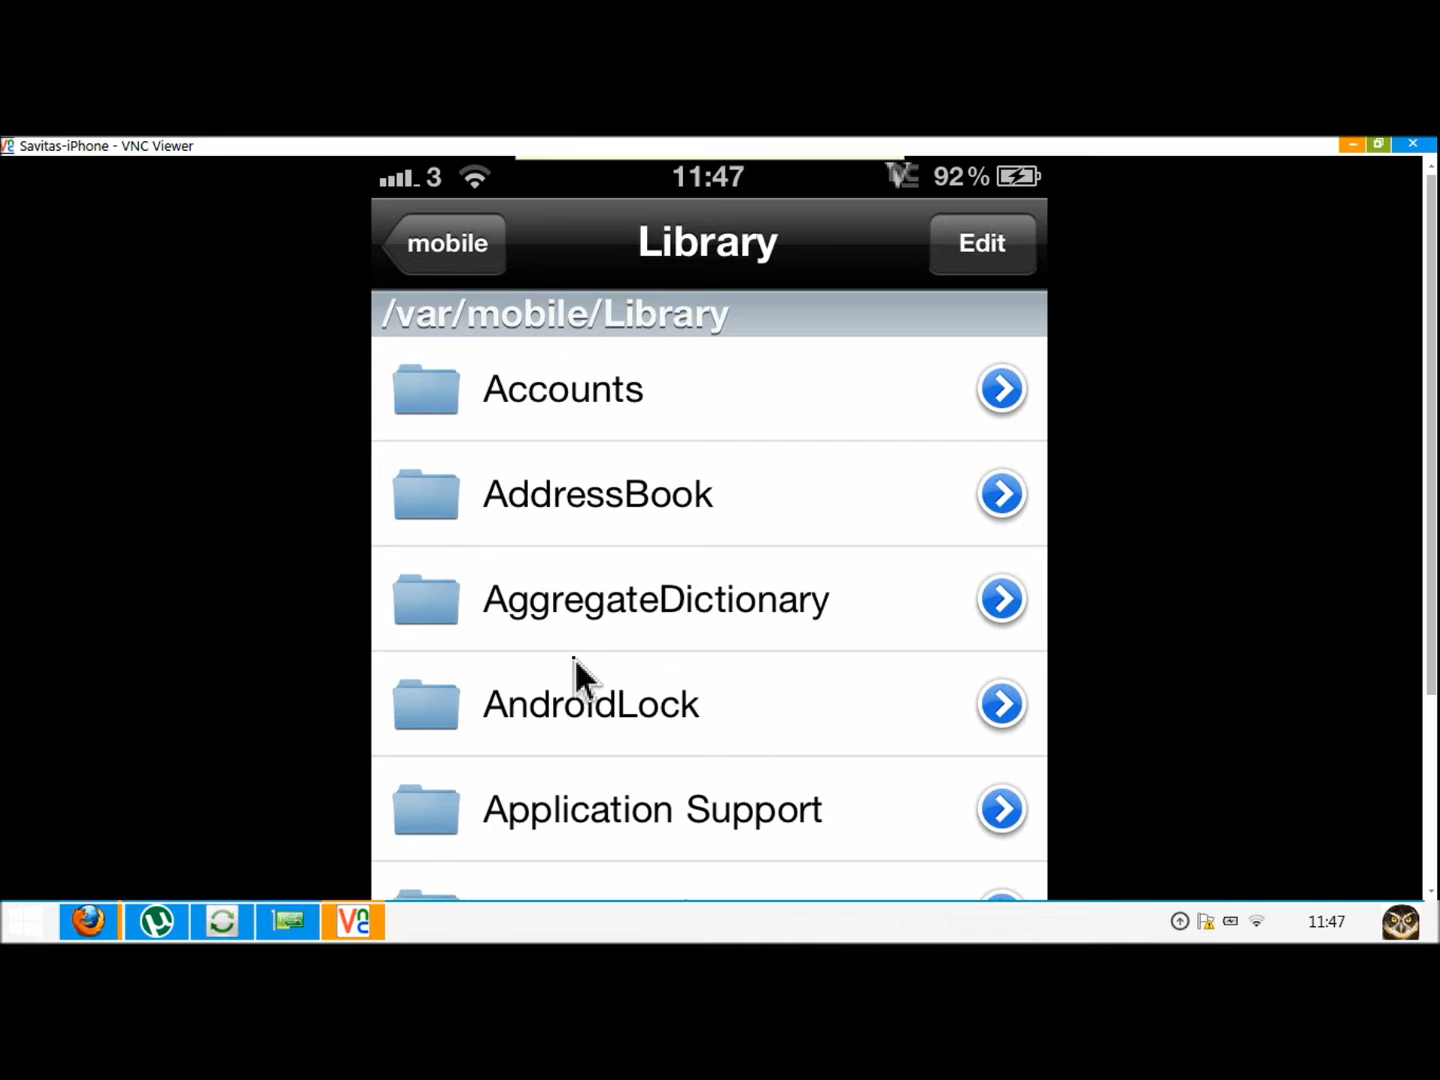 Savitas-iPhone - VNC Viewer
3 11:47 92%
mobile Library Edit
/var/mobile/Library
Accounts
AddressBook
AggregateDictionary
AndroidLock
Application Support
11:47